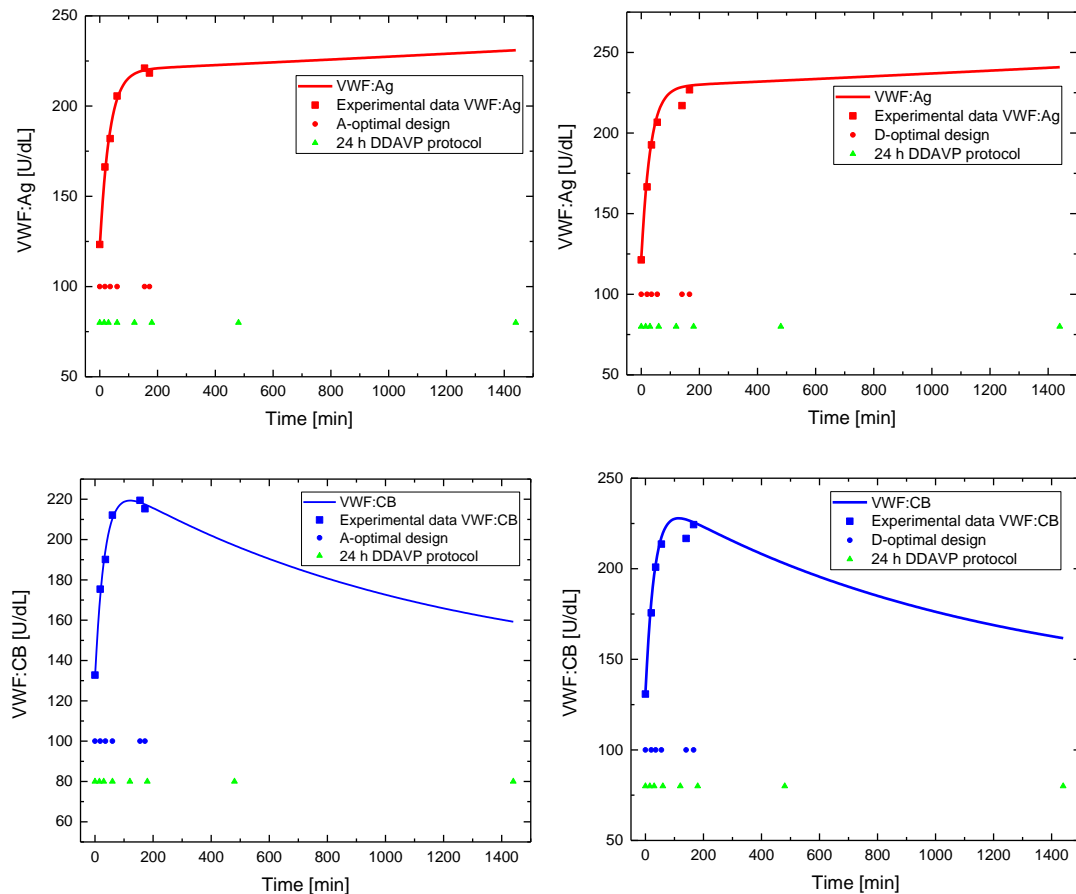 VWF:Ag [U/dL]
250
200
150
100
50
VWF:Ag
Experimental data VWF:Ag
A-optimal design
24 h DDAVP protocol
0 200 400 600 800 1000 1200 1400
Time [min]
VWF:Ag [U/dL]
250
200
150
100
50
VWF:Ag
Experimental data VWF:Ag
D-optimal design
24 h DDAVP protocol
0 200 400 600 800 1000 1200 1400
Time [min]
VWF:CB [U/dL]
220
200
180
160
140
120
100
80
60
VWF:CB
Experimental data VWF:CB
A-optimal design
24 h DDAVP protocol
0 200 400 600 800 1000 1200 1400
Time [min]
VWF:CB [U/dL]
250
200
150
100
50
VWF:CB
Experimental data VWF:CB
D-optimal design
24 h DDAVP protocol
0 200 400 600 800 1000 1200 1400
Time [min]